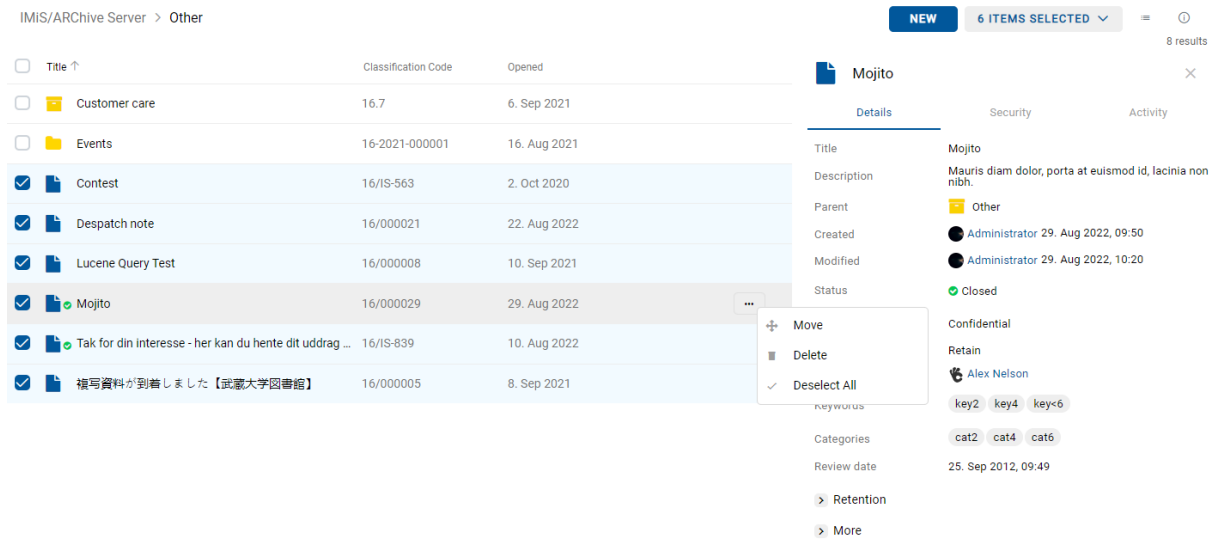 IMiS/ARChive Server > Other
NEW
6 ITEMS SELECTED
8 results
Title ↑ Classification Code Opened
Customer care 16.7 6. Sep 2021
Events 16-2021-000001 16. Aug 2021
Contest 16/IS-563 2. Oct 2020
Despatch note 16/000021 22. Aug 2022
Lucene Query Test 16/000008 10. Sep 2021
Mojito 16/000029 29. Aug 2022 ...
Tak for din interesse - her kan du hente dit uddrag ... 16/IS-839 10. Aug 2022
複写資料が到着しました【武蔵大学図書館】 16/000005 8. Sep 2021
Move
Delete
Deselect All
Mojito
Details Security Activity
Title Mojito
Description Mauris diam dolor, porta at euismod id, lacinia non
nibh.
Parent Other
Created Administrator 29. Aug 2022, 09:50
Modified Administrator 29. Aug 2022, 10:20
Status Closed
Confidential
Retain
Alex Nelson
Keywords key2 key4 key<6
Categories cat2 cat4 cat6
Review date 25. Sep 2012, 09:49
> Retention
> More